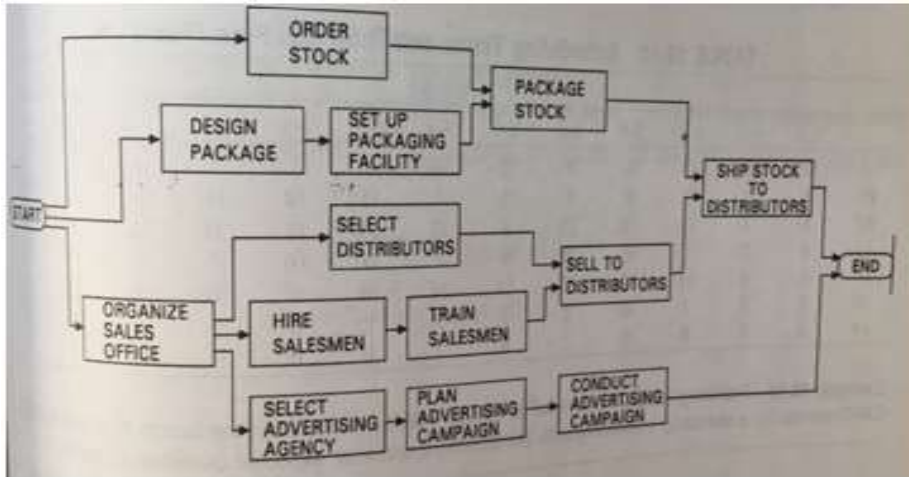 ORDER
STOCK
PACKAGE
STOCK
DESIGN
PACKAGE
SET UP
PACKAGING
FACILITY
SHIP STOCK
TO
DISTRIBUTORS
START
SELECT
DISTRIBUTORS
SELL TO
DISTRIBUTORS
END
ORGANIZE
SALES
OFFICE
HIRE
SALESMEN
TRAIN
SALESMEN
SELECT
ADVERTISING
AGENCY
PLAN
ADVERTISING
CAMPAIGN
CONDUCT
ADVERTISING
CAMPAIGN